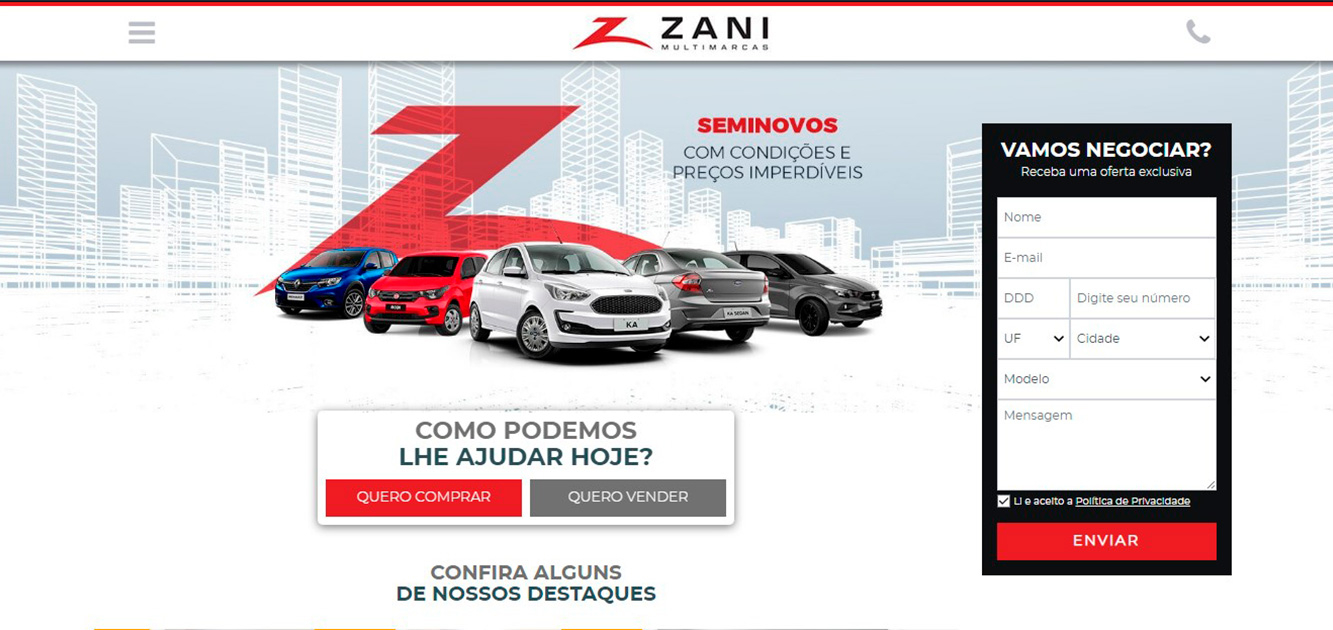 ZANI
MULTIMARCAS
SEMINOVOS
COM CONDIÇÕES E
PREÇOS IMPERDÍVEIS
KA
KA SEDAN
COMO PODEMOS
LHE AJUDAR HOJE?
QUERO COMPRAR
QUERO VENDER
CONFIRA ALGUNS
DE NOSSOS DESTAQUES
VAMOS NEGOCIAR?
Receba uma oferta exclusiva
Nome
E-mail
DDD
Digite seu número
UF
Cidade
Modelo
Mensagem
Li e aceito a Política de Privacidade
ENVIAR